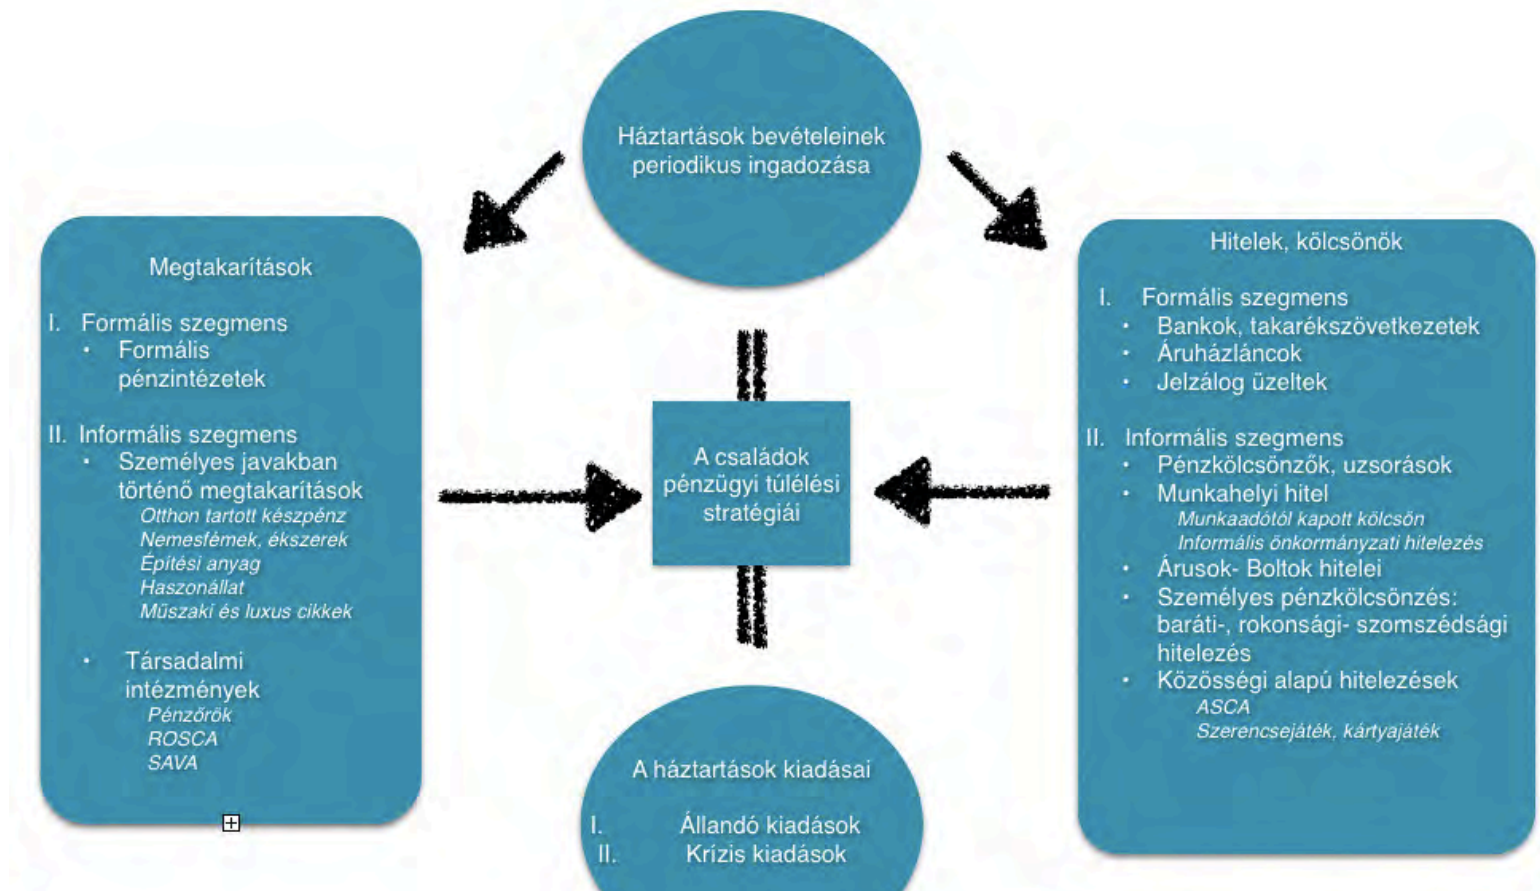 Háztartások bevételeinek
periodikus ingadozása
Megtakarítások
I. Formális szegmens
• Formális
pénzintézetek
II. Informális szegmens
• Személyes javakban
történő megtakarítások
Otthon tartott készpénz
Nemesfémek, ékszerek
Építési anyag
Haszonállat
Műszaki és luxus cikkek
• Társadalmi
intézmények
Pénzőrök
ROSCA
SAVA
A családok
pénzügyi túlélési
stratégiái
Hitelek, kölcsönök
I. Formális szegmens
• Bankok, takarékszövetkezetek
• Áruházláncok
• Jelzálog üzeltek
II. Informális szegmens
• Pénzkölcsönzők, uzsorások
• Munkahelyi hitel
Munkaadótól kapott kölcsön
Informális önkormányzati hitelezés
• Árusok- Boltok hitelei
• Személyes pénzkölcsönzés:
baráti-, rokonsági- szomszédsági
hitelezés
• Közösségi alapú hitelezések
ASCA
Szerencsejáték, kártyajáték
A háztartások kiadásai
I. Állandó kiadások
II. Krízis kiadások